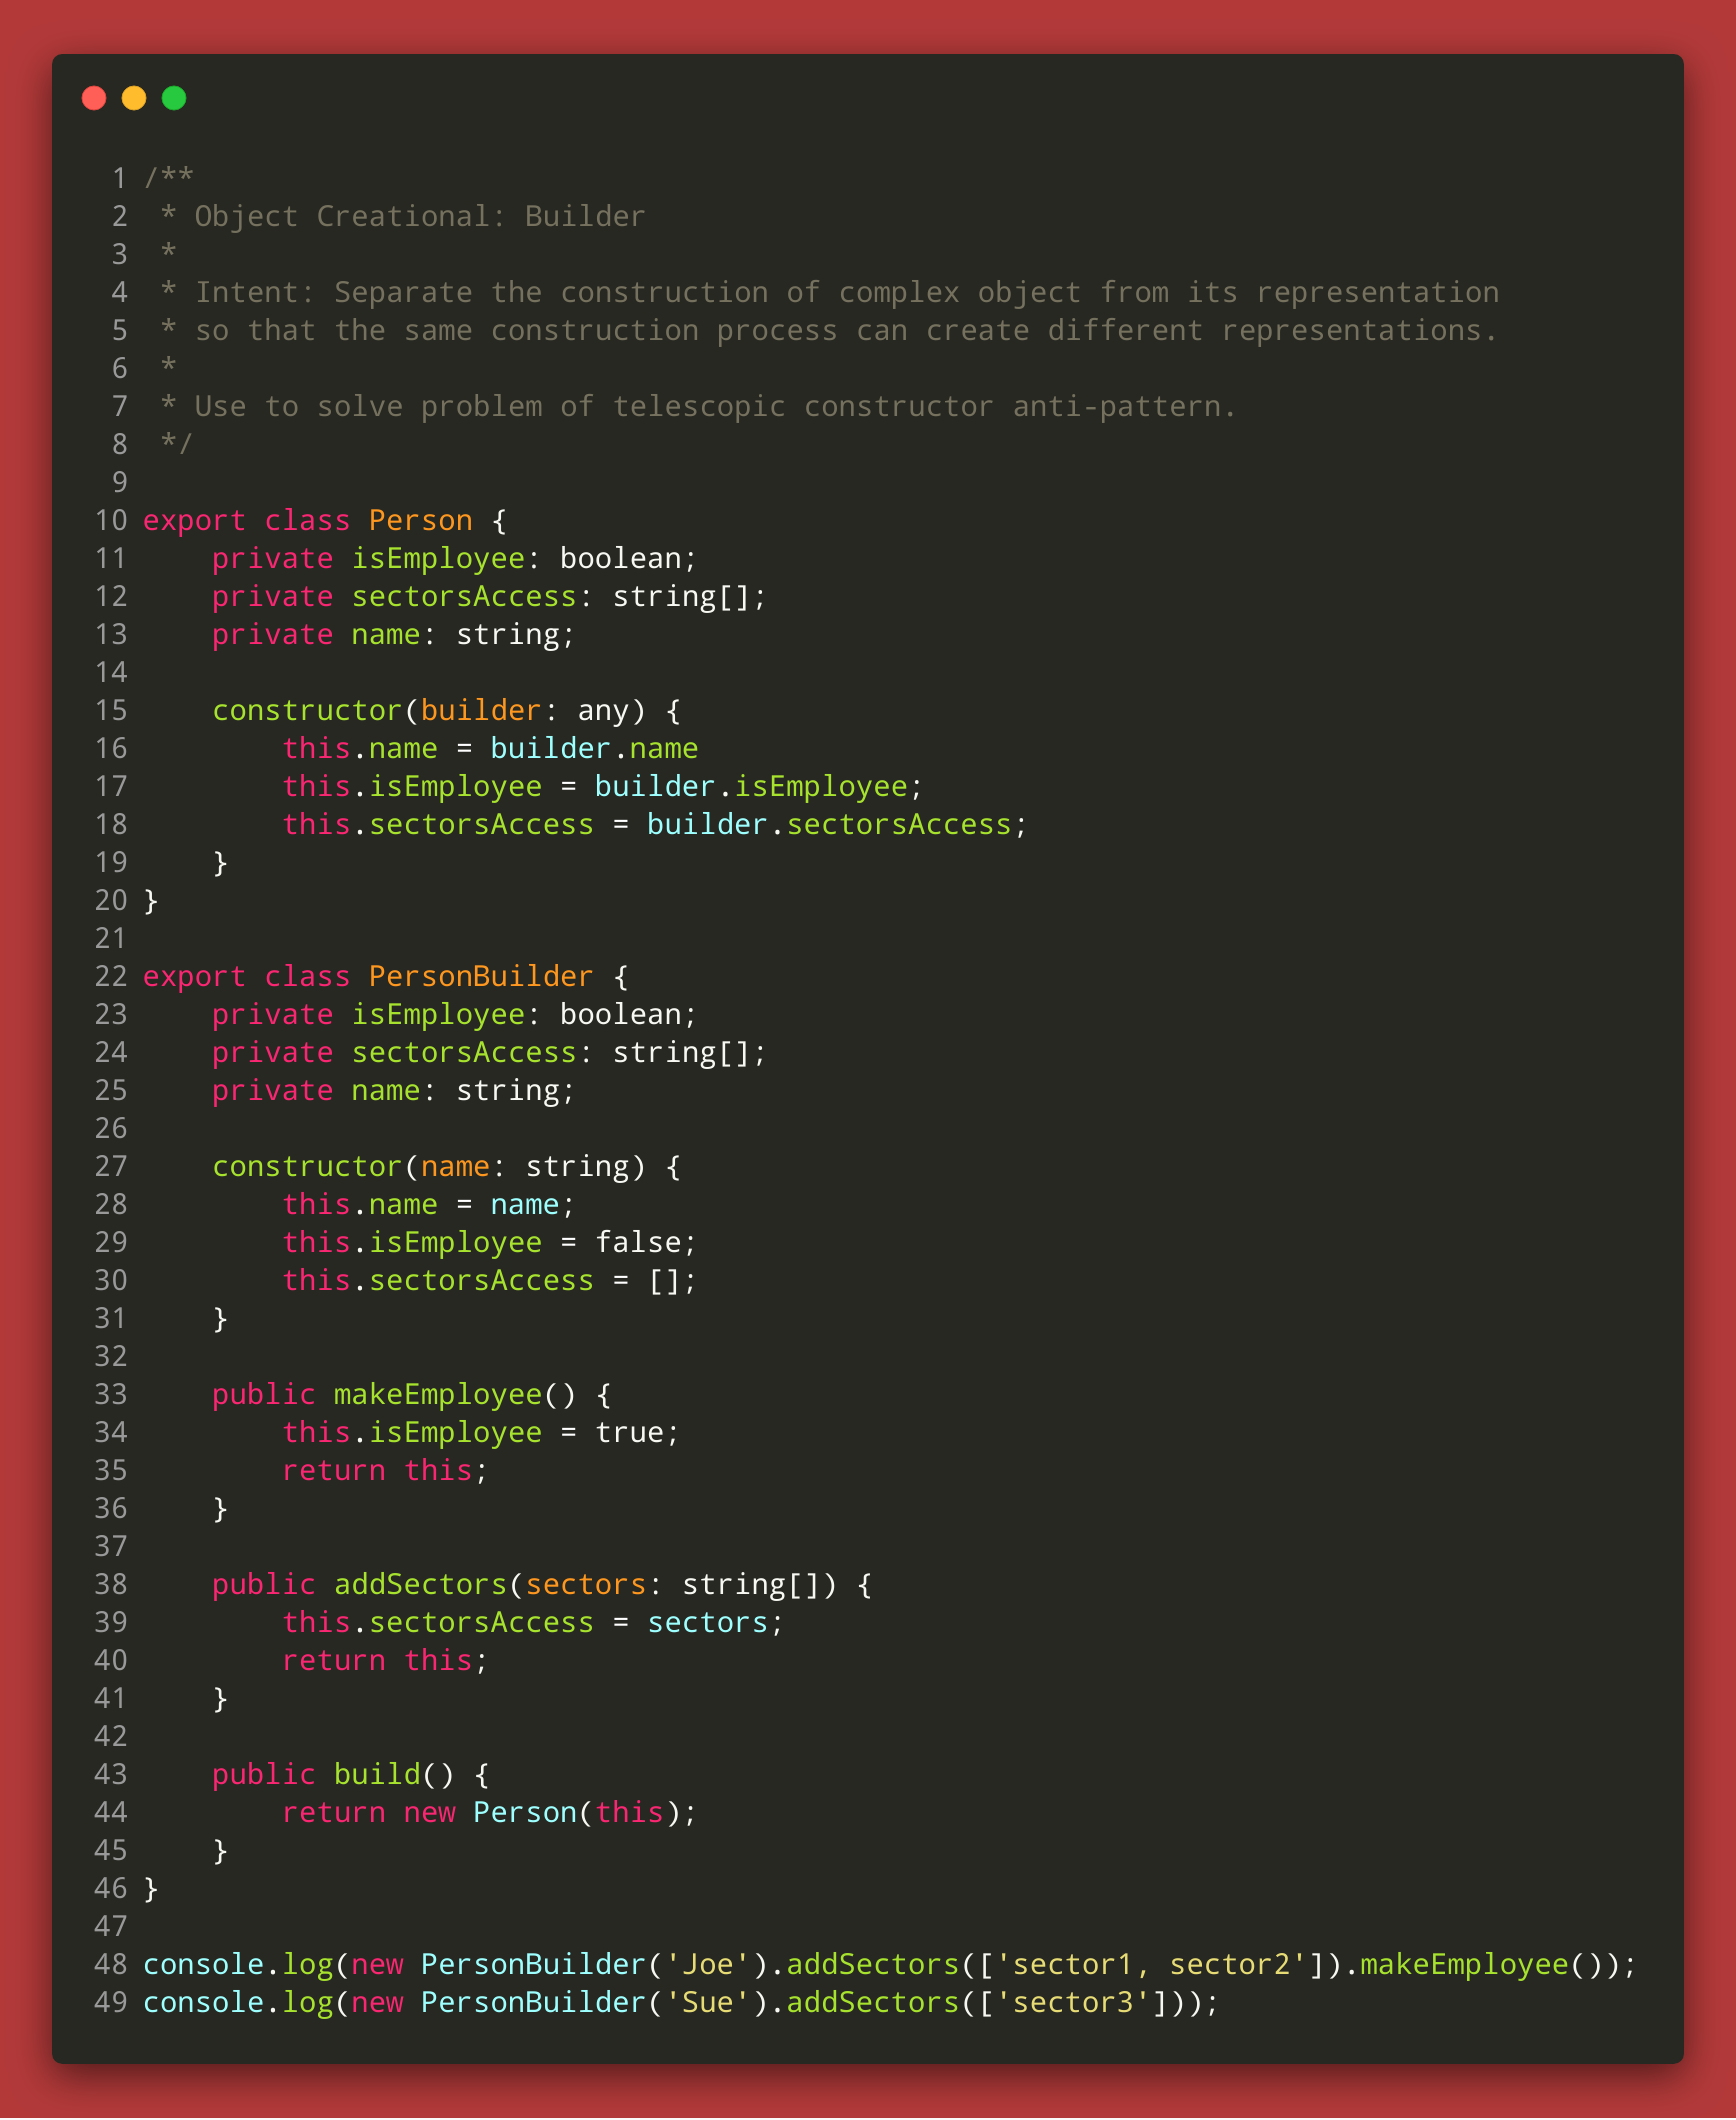 1 /**
2  * Object Creational: Builder
3  *
4  * Intent: Separate the construction of complex object from its representation
5  * so that the same construction process can create different representations.
6  *
7  * Use to solve problem of telescopic constructor anti-pattern.
8  */
9
10 export class Person {
11     private isEmployee: boolean;
12     private sectorsAccess: string[];
13     private name: string;
14
15     constructor(builder: any) {
16         this.name = builder.name
17         this.isEmployee = builder.isEmployee;
18         this.sectorsAccess = builder.sectorsAccess;
19     }
20 }
21
22 export class PersonBuilder {
23     private isEmployee: boolean;
24     private sectorsAccess: string[];
25     private name: string;
26
27     constructor(name: string) {
28         this.name = name;
29         this.isEmployee = false;
30         this.sectorsAccess = [];
31     }
32
33     public makeEmployee() {
34         this.isEmployee = true;
35         return this;
36     }
37
38     public addSectors(sectors: string[]) {
39         this.sectorsAccess = sectors;
40         return this;
41     }
42
43     public build() {
44         return new Person(this);
45     }
46 }
47
48 console.log(new PersonBuilder('Joe').addSectors(['sector1, sector2']).makeEmployee());
49 console.log(new PersonBuilder('Sue').addSectors(['sector3']));